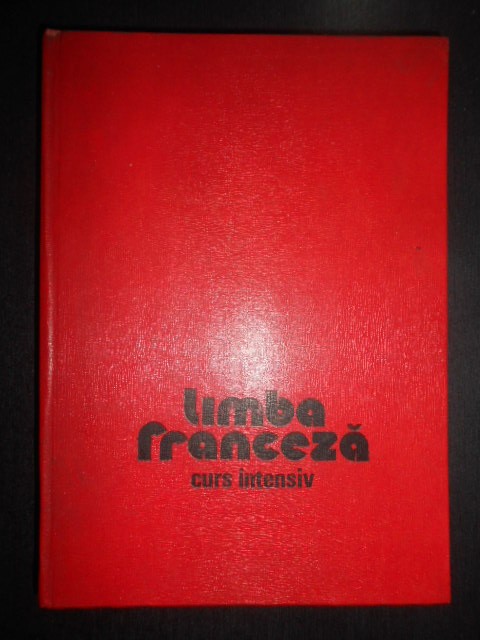 Limba
franceză
curs intensiv